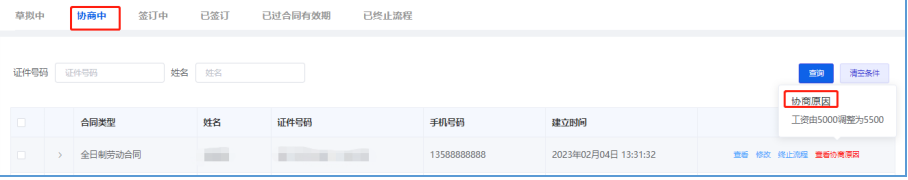 草拟中 协商中 签订中 已签订 已过合同有效期 已终止流程
证件号码 证件号码 姓名 姓名 查询 清空条件
协商原因
工资由5000调整为5500
合同类型 姓名 证件号码 手机号码 建立时间
> 全日制劳动合同 13588888888 2023年02月04日 13:31:32 查看 修改 终止流程 查看协商原因